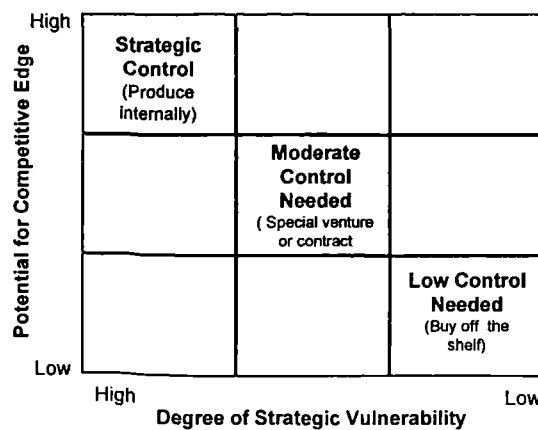 Potential for Competitive Edge
High
Strategic
Control
(Produce
internally)
Moderate
Control
Needed
( Special venture
or contract
Low Control
Needed
(Buy off the
shelf)
Low
High
Low
Degree of Strategic Vulnerability